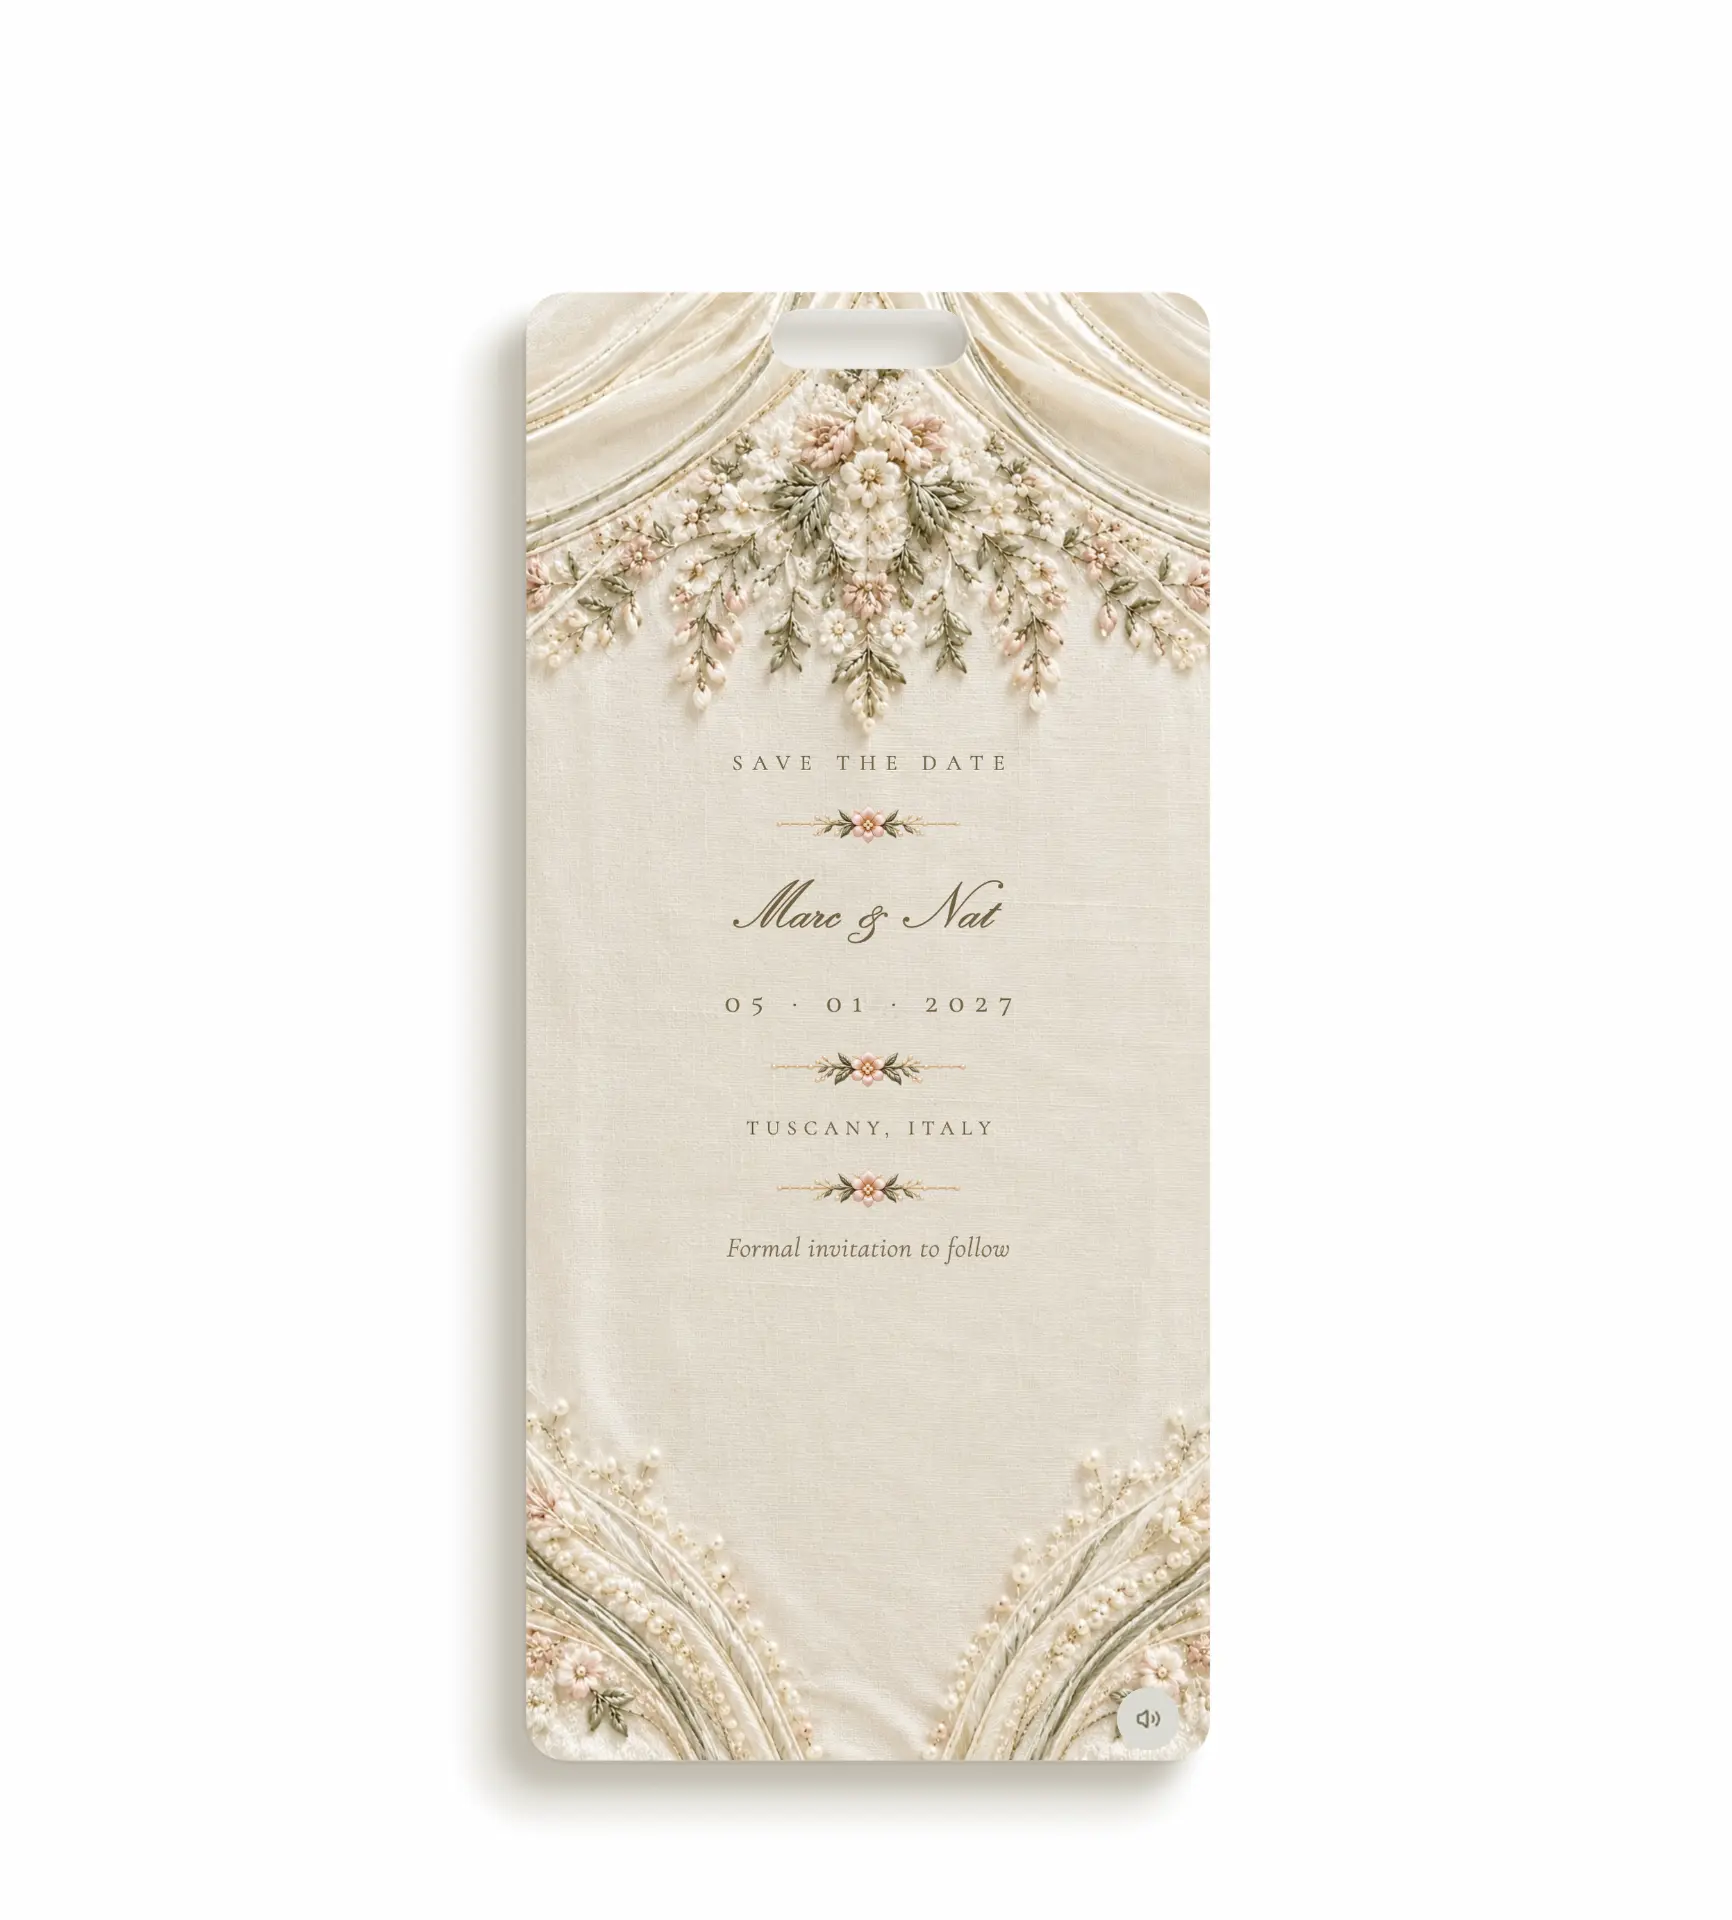 SAVE THE DATE
Marc & Nat
05 · 01 · 2027
TUSCANY, ITALY
Formal invitation to follow